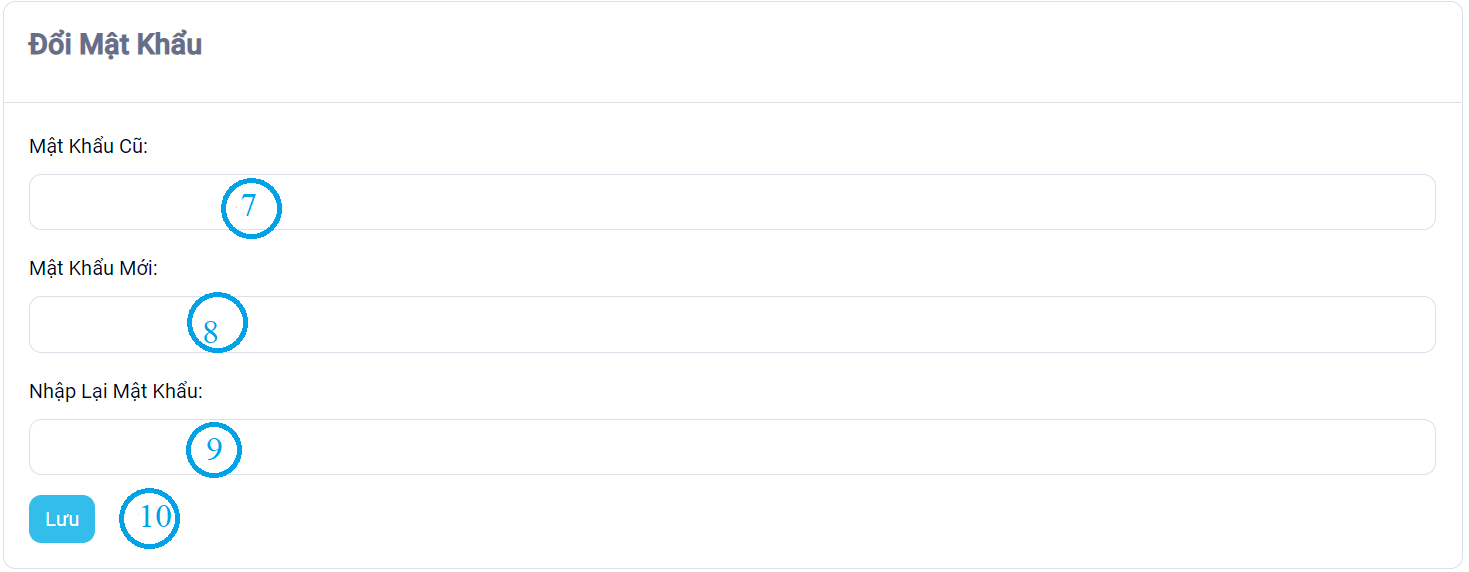 Đổi Mật Khẩu
Mật Khẩu Cũ:
7
Mật Khẩu Mới:
8
Nhập Lại Mật Khẩu:
9
Lưu 10